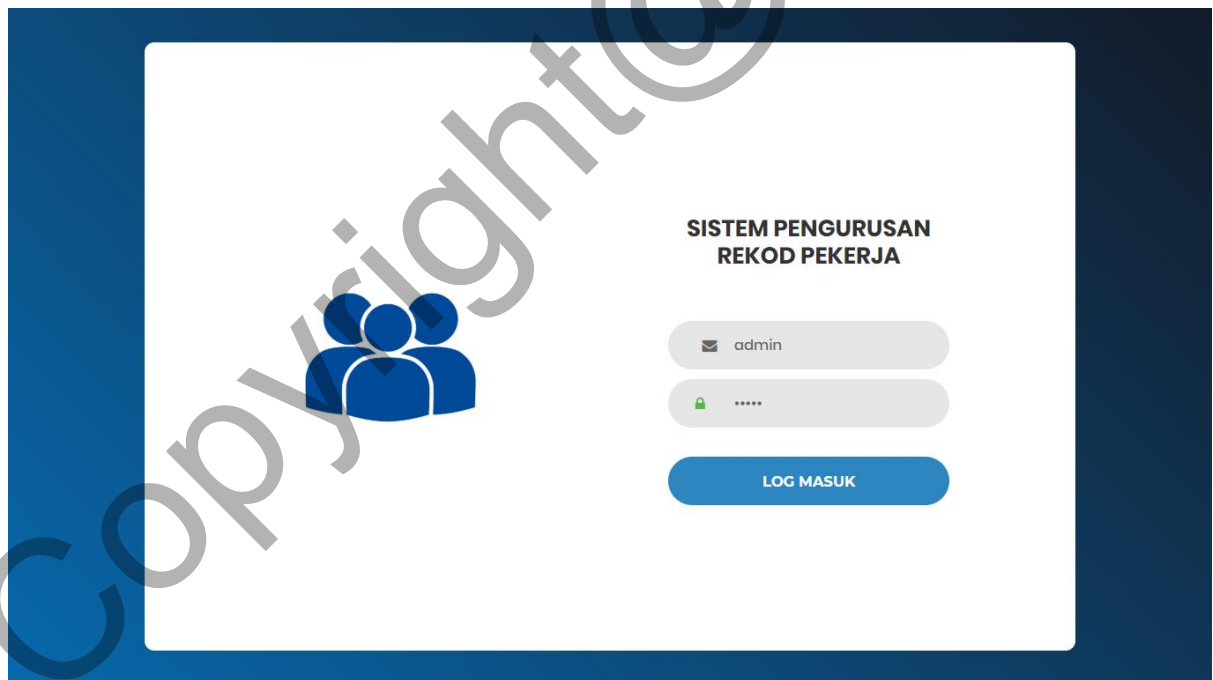 Copyright@
SISTEM PENGURUSAN
REKOD PEKERJA
admin
•••••
LOG MASUK